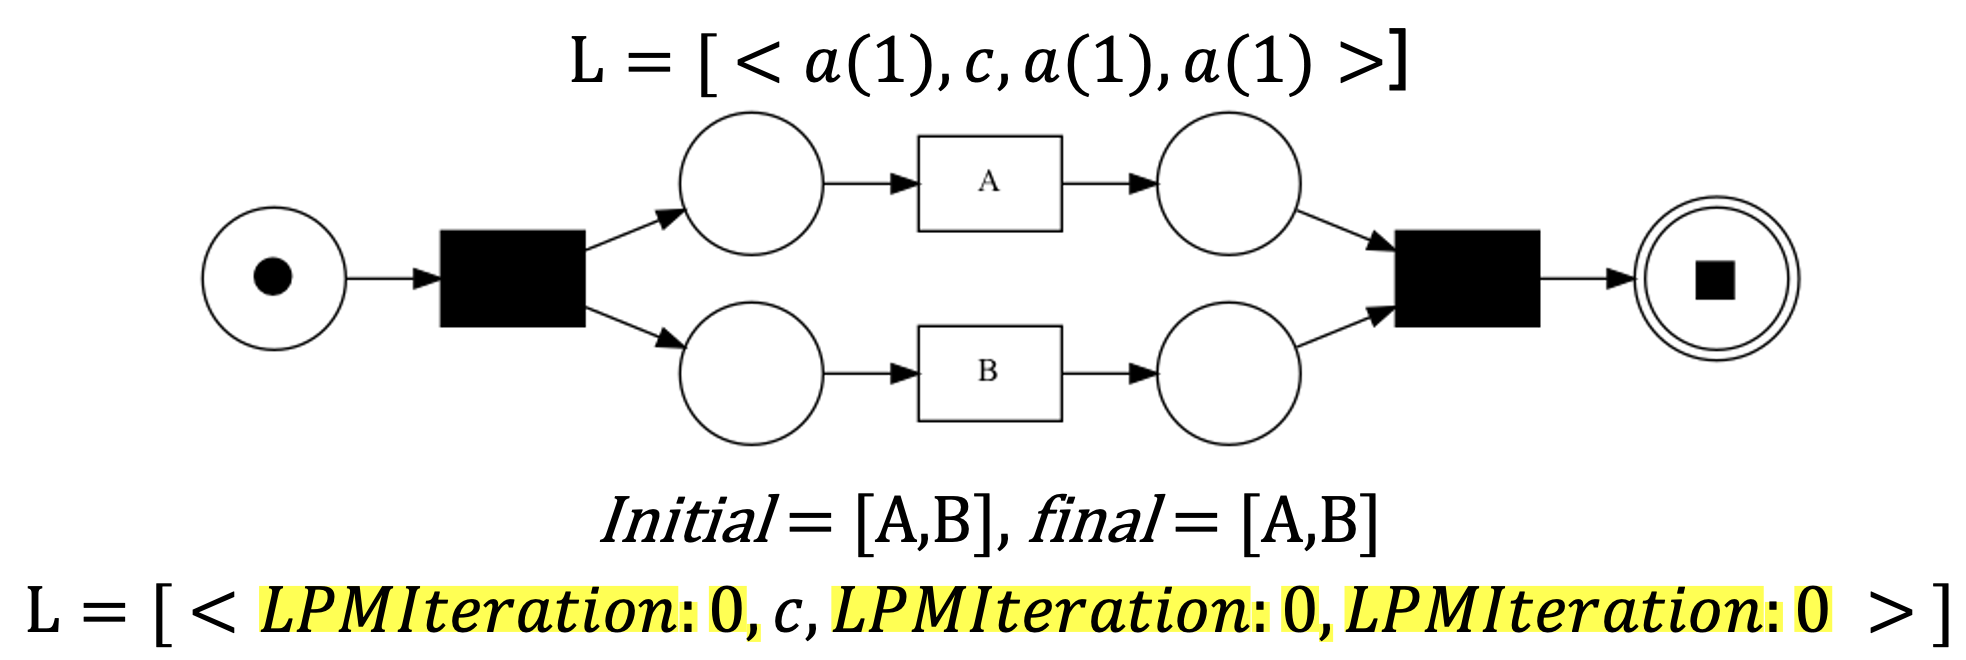 L = [ < a(1), c, a(1), a(1) >]
A
B
Initial = [A,B], final = [A,B]
L = [ < LPMIteration: 0, c, LPMIteration: 0, LPMIteration: 0 > ]